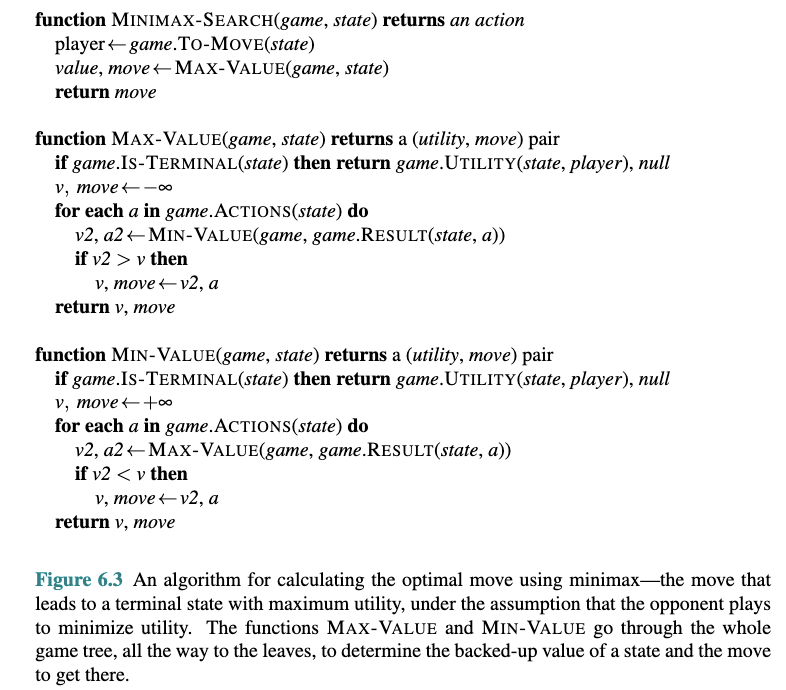 function MINIMAX-SEARCH(game, state) returns an action
player←game.TO-MOVE(state)
value, move←MAX-VALUE(game, state)
return move
function MAX-VALUE(game, state) returns a (utility, move) pair
if game.IS-TERMINAL(state) then return game.UTILITY(state, player), null
v, move←−∞
for each a in game.ACTIONS(state) do
v2, a2←MIN-VALUE(game, game.RESULT(state, a))
if v2 > v then
v, move←v2, a
return v, move
function MIN-VALUE(game, state) returns a (utility, move) pair
if game.IS-TERMINAL(state) then return game.UTILITY(state, player), null
v, move←+∞
for each a in game.ACTIONS(state) do
v2, a2←MAX-VALUE(game, game.RESULT(state, a))
if v2 < v then
v, move←v2, a
return v, move
Figure 6.3 An algorithm for calculating the optimal move using minimax—the move that
leads to a terminal state with maximum utility, under the assumption that the opponent plays
to minimize utility. The functions MAX-VALUE and MIN-VALUE go through the whole
game tree, all the way to the leaves, to determine the backed-up value of a state and the move
to get there.